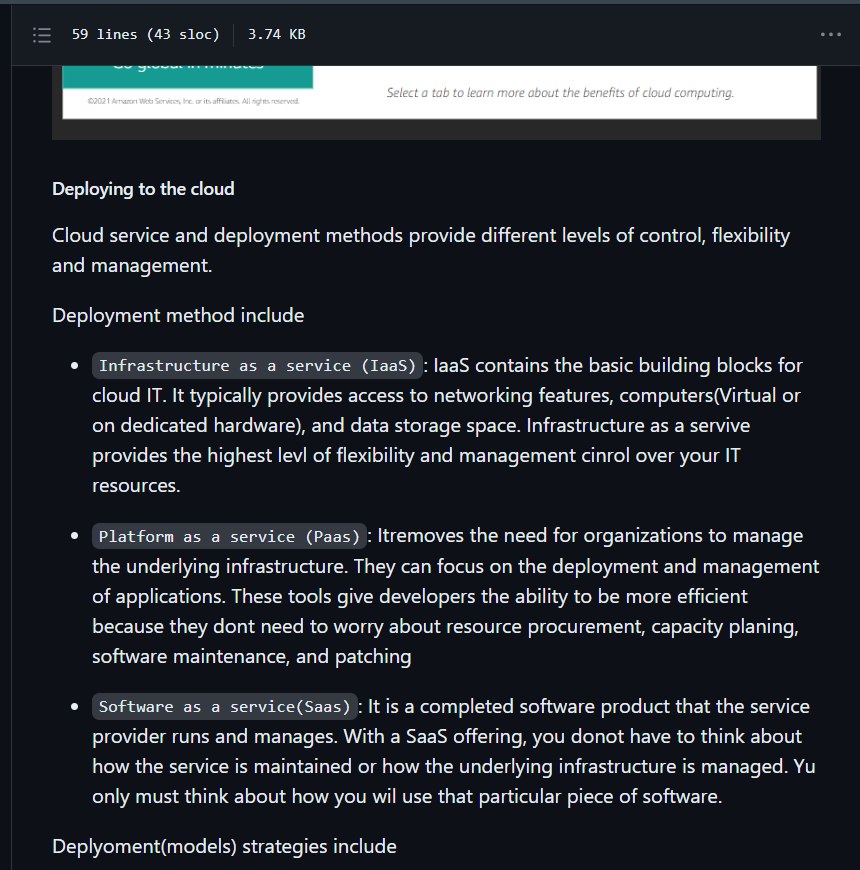 59 lines (43 sloc) 3.74 KB
Go global in minutes
©2021 Amazon Web Services, Inc. or its affiliates. All rights reserved.
Select a tab to learn more about the benefits of cloud computing.
Deploying to the cloud
Cloud service and deployment methods provide different levels of control, flexibility
and management.
Deployment method include
Infrastructure as a service (IaaS): IaaS contains the basic building blocks for
cloud IT. It typically provides access to networking features, computers(Virtual or
on dedicated hardware), and data storage space. Infrastructure as a servive
provides the highest levl of flexibility and management cinrol over your IT
resources.
Platform as a service (Paas): Itremoves the need for organizations to manage
the underlying infrastructure. They can focus on the deployment and management
of applications. These tools give developers the ability to be more efficient
because they dont need to worry about resource procurement, capacity planing,
software maintenance, and patching
Software as a service(Saas): It is a completed software product that the service
provider runs and manages. With a SaaS offering, you donot have to think about
how the service is maintained or how the underlying infrastructure is managed. Yu
only must think about how you wil use that particular piece of software.
Deplyoment(models) strategies include